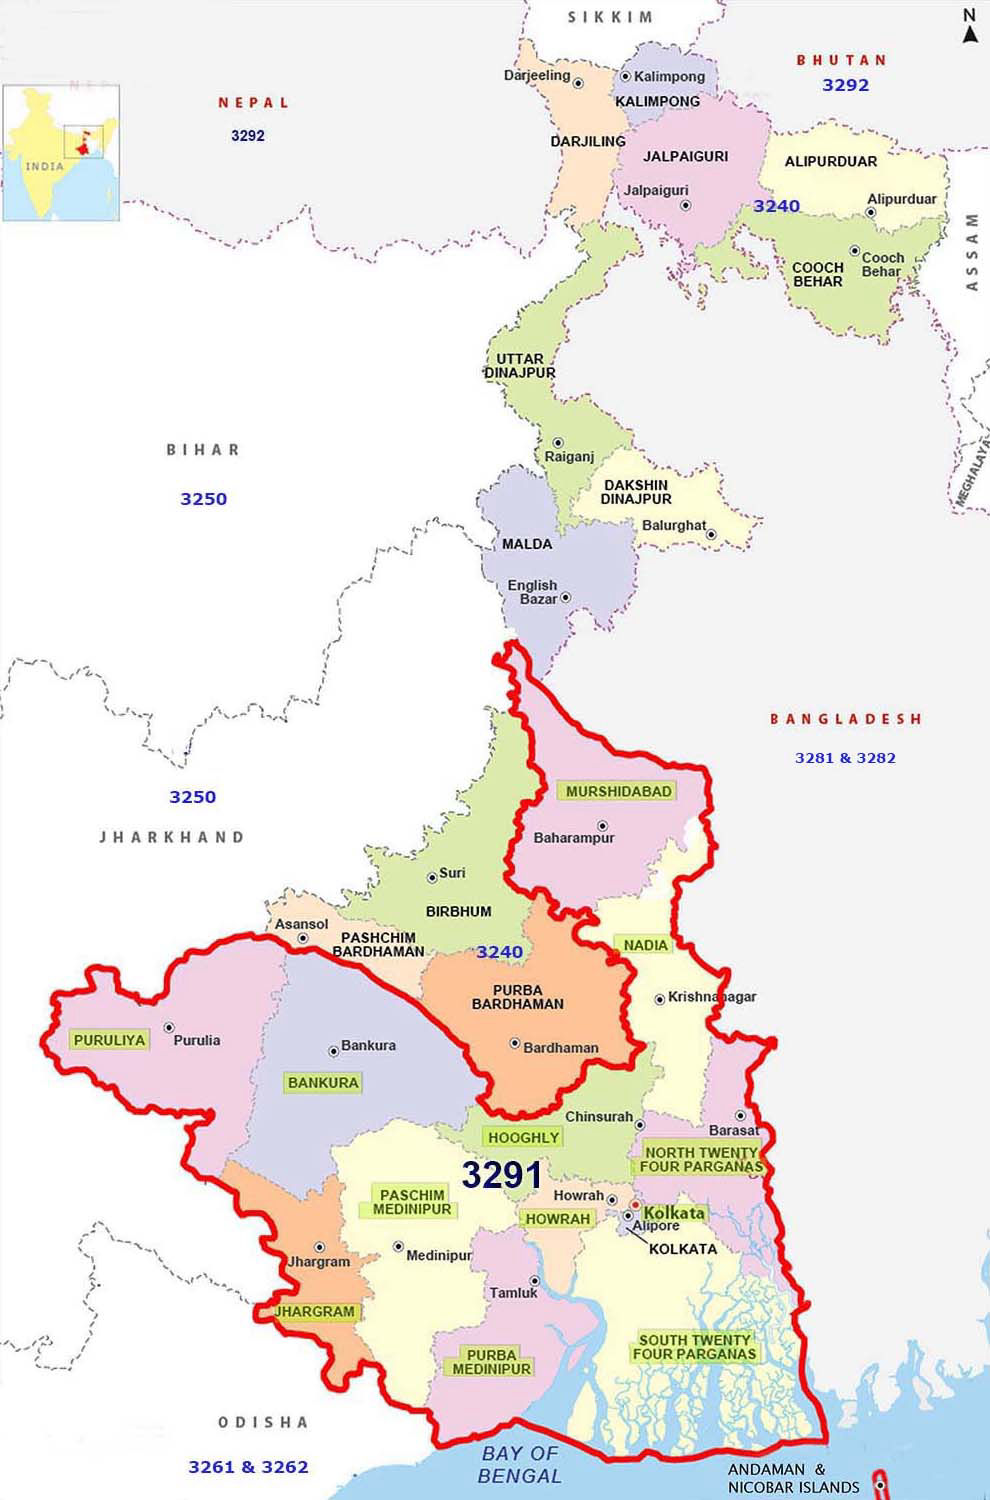 SIKKIM
N
BHUTAN
3292
Darjeeling
Kalimpong
KALIMPONG
NEP
NEPAL
3292
INDIA
DARJILING
JALPAIGURI
ALIPURDUAR
Jalpaiguri
3240
Alipurduar
ASSAM
COOCH
BEHAR
Cooch
Behar
UTTAR
DINAJPUR
BIHAR
3250
Raiganj
DAKSHIN
DINAJPUR
Balurghat
MEGHALAYA
MALDA
English
Bazar
BANGLADESH
3281 & 3282
3250
JHARKHAND
MURSHIDABAD
Baharampur
Suri
BIRBHUM
Asansol
PASHCHIM
BARDHAMAN
3240
NADIA
PURBA
BARDHAMAN
Krishnanagar
PURULIYA
Purulia
Bankura
Bardhaman
BANKURA
Chinsurah
Barasat
HOOGHLY
NORTH TWENTY
FOUR PARGANAS
3291
PASCHIM
MEDINIPUR
Howrah
Kolkata
HOWRAH
Alipore
KOLKATA
Jhargram
Medinipur
Tamluk
JHARGRAM
PURBA
MEDINIPUR
SOUTH TWENTY
FOUR PARGANAS
ODISHA
3261 & 3262
BAY OF
BENGAL
ANDAMAN &
NICOBAR ISLANDS